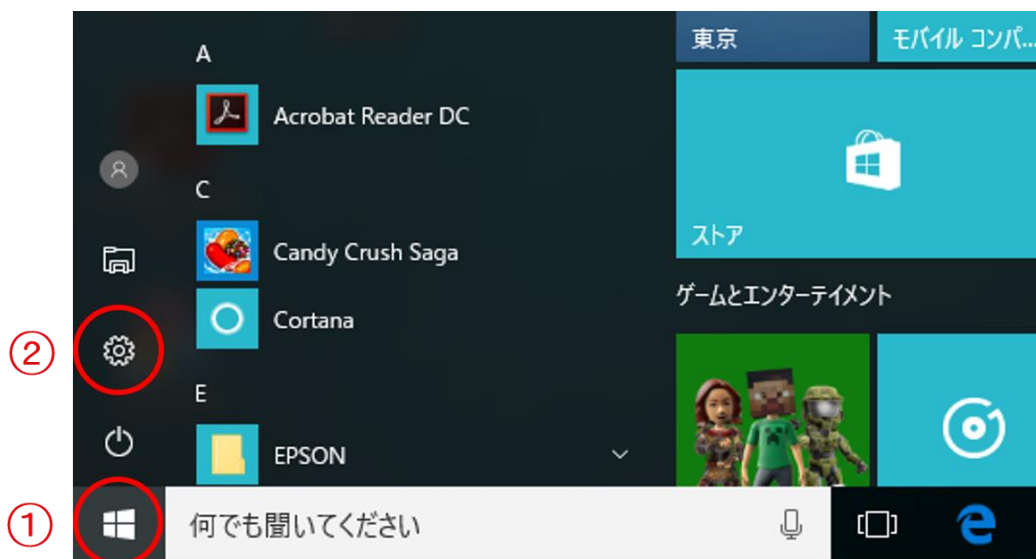 東京
モバイル コンパ...
A
Acrobat Reader DC
C
Candy Crush Saga
Cortana
E
EPSON
ストア
ゲームとエンターテイメント
②
①
何でも聞いてください